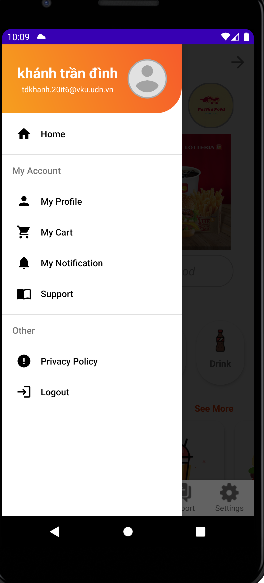 10:09
khánh trần đình
tdkhanh.20it6@vku.udn.vn
Home
My Account
My Profile
My Cart
My Notification
Support
Drink
Other
Privacy Policy
See More
Logout
port
Settings